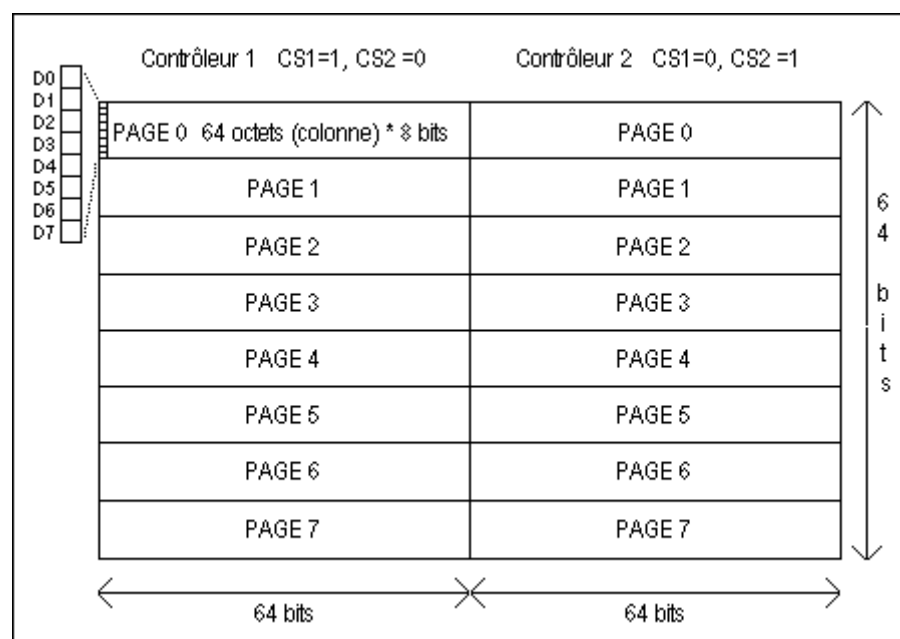 Contrôleur 1 CS1=1, CS2 =0
Contrôleur 2 CS1=0, CS2 =1
D0
D1
D2
D3
D4
D5
D6
D7
PAGE 0 64 octets (colonne) * 8 bits
PAGE 0
PAGE 1
PAGE 1
PAGE 2
PAGE 2
PAGE 3
PAGE 3
PAGE 4
PAGE 4
PAGE 5
PAGE 5
PAGE 6
PAGE 6
PAGE 7
PAGE 7
64 bits
64 bits
64 bits